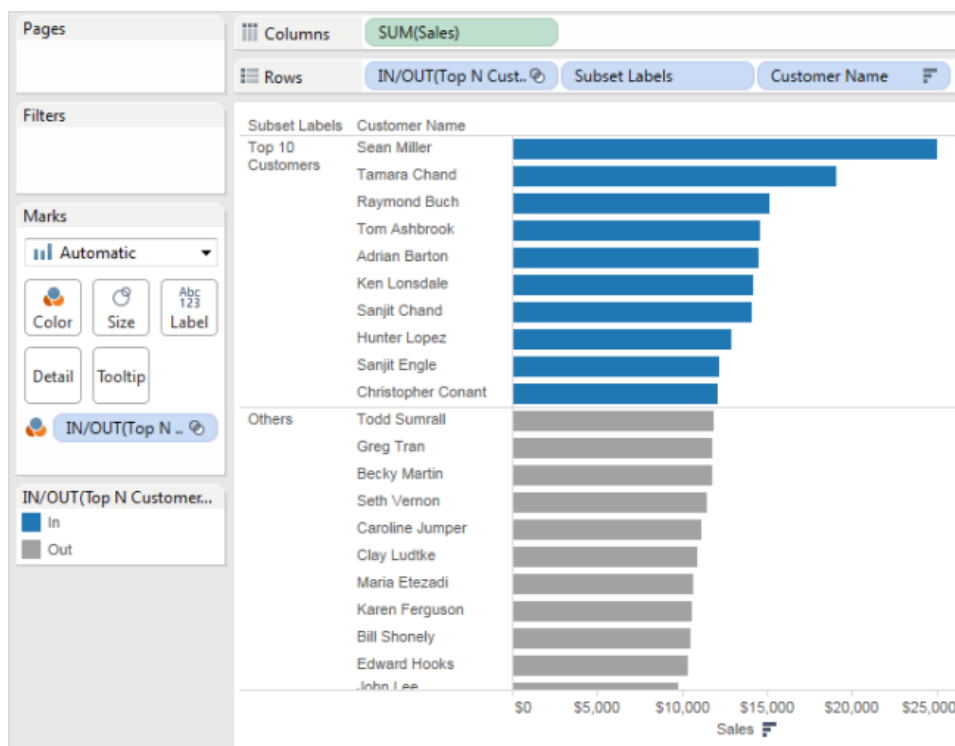 Pages
Columns
SUM(Sales)
Rows
IN/OUT(Top N Cust..
Subset Labels
Customer Name
Filters
Marks
Automatic
Color
Size
Abc
123
Label
Detail
Tooltip
IN/OUT(Top N ..
IN/OUT(Top N Customer...
In
Out
Subset Labels Customer Name
Top 10
Customers
Sean Miller
Tamara Chand
Raymond Buch
Tom Ashbrook
Adrian Barton
Ken Lonsdale
Sanjit Chand
Hunter Lopez
Sanjit Engle
Christopher Conant
Others
Todd Sumrall
Greg Tran
Becky Martin
Seth Vernon
Caroline Jumper
Clay Ludtke
Maria Etezadi
Karen Ferguson
Bill Shonely
Edward Hooks
John Lee
$0 $5,000 $10,000 $15,000 $20,000 $25,000
Sales